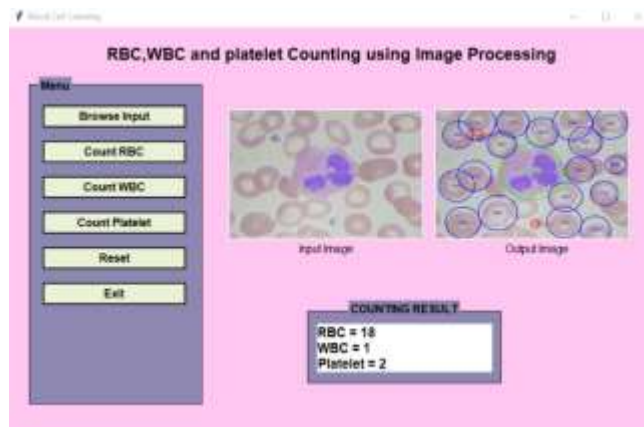 Blood Cell Counting
RBC,WBC and platelet Counting using Image Processing
Menu
Browse Input
Count RBC
Count WBC
Count Platelet
Reset
Exit
Input Image
Output Image
COUNTING RESULT
RBC = 18
WBC = 1
Platelet = 2